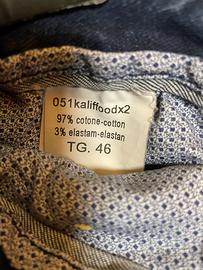 051kaliffoodx2
97% cotone-cotton
3% elastam-elastan
TG. 46